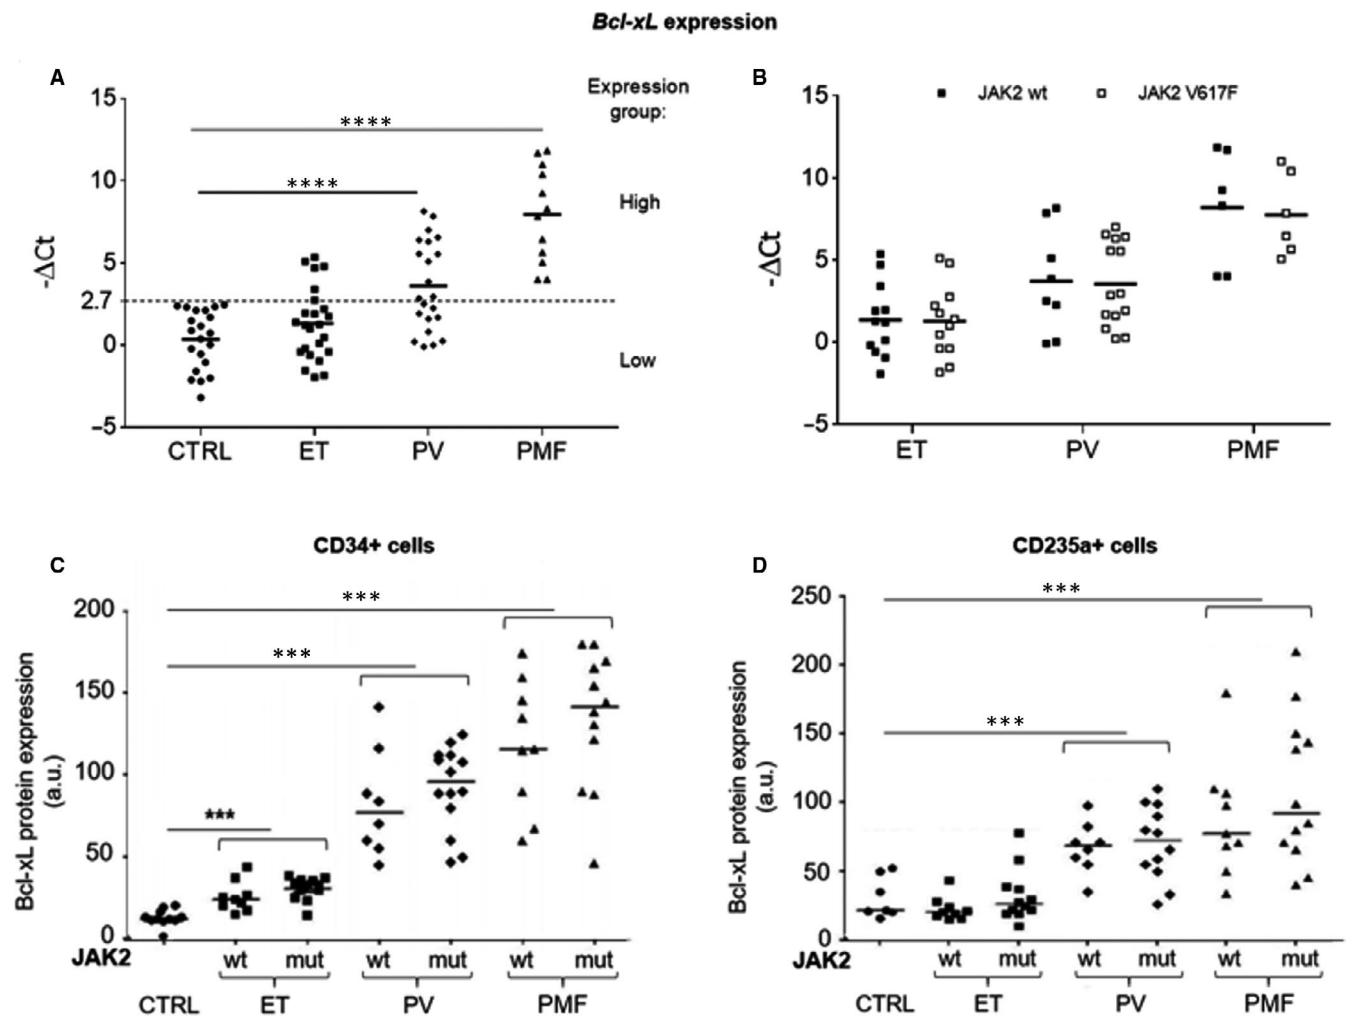 Bcl-xL expression
A
Expression
group:
15
10
5
2.7
0
–5
-ΔCt
****
****
High
Low
CTRL ET PV PMF
B
JAK2 wt JAK2 V617F
15
10
5
0
–5
-ΔCt
ET PV PMF
CD34+ cells
C
200
150
100
50
0
Bcl-xL protein expression
(a.u.)
***
***
***
JAK2 wt mut wt mut wt mut
CTRL ET PV PMF
CD235a+ cells
D
250
200
150
100
50
0
Bcl-xL protein expression
(a.u.)
***
***
JAK2 wt mut wt mut wt mut
CTRL ET PV PMF